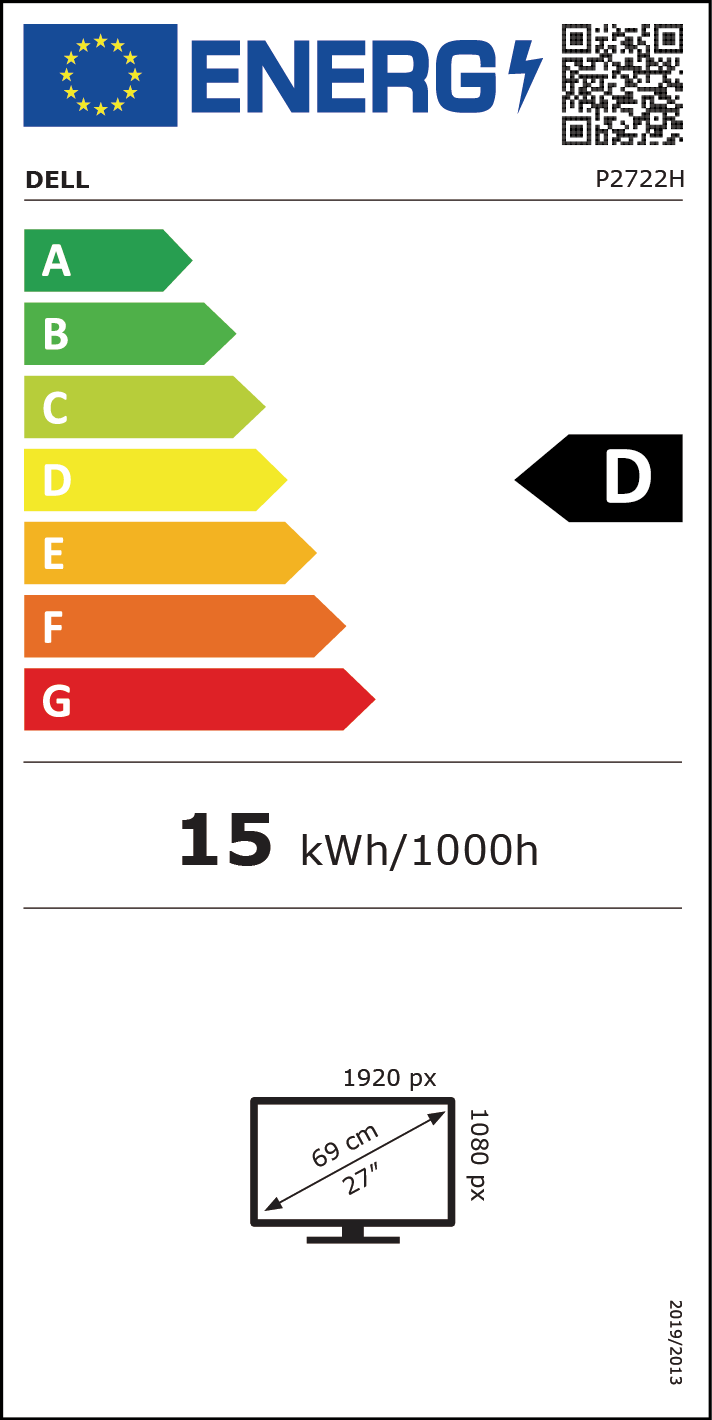 ENERG
DELL
P2722H
A
B
C
D
D
E
F
G
15 kWh/1000h
1920 px
1080 px
69 cm
27"
2019/2013